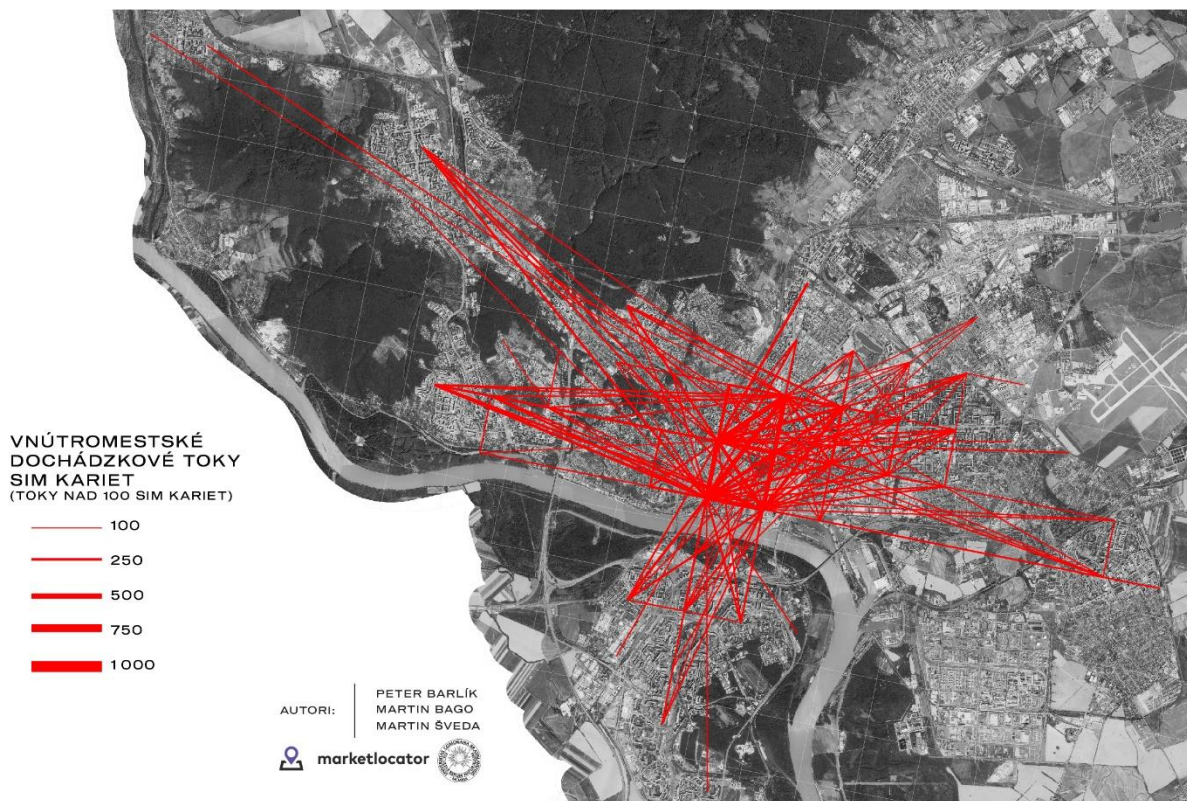 VNÚTROMESTSKÉ
DOCHÁDZKOVÉ TOKY
SIM KARIET
(TOKY NAD 100 SIM KARIET)
100
250
500
750
1000
AUTORI:
PETER BARLÍK
MARTIN BAGO
MARTIN ŠVEDA
marketlocator